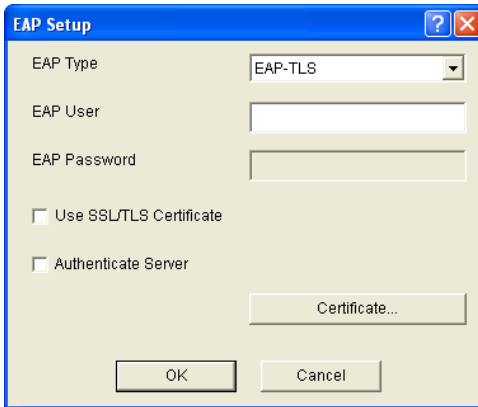 EAP Setup
EAP Type
EAP-TLS
EAP User
EAP Password
Use SSL/TLS Certificate
Authenticate Server
Certificate...
OK
Cancel